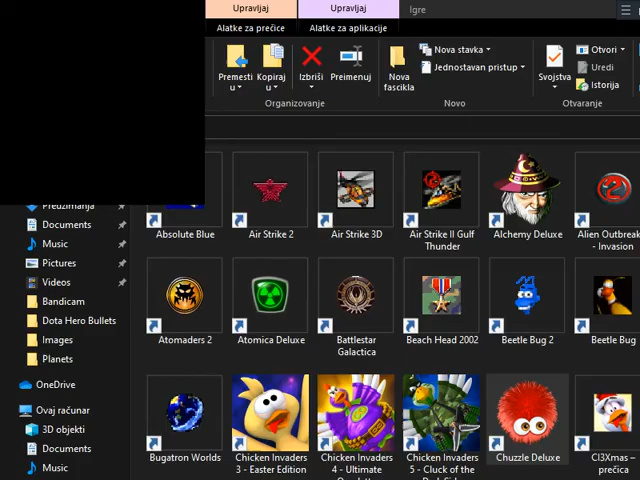 Upravljaj
Upravljaj
Igre
Alatke za prečice
Alatke za aplikacije
Premesti u
Kopiraj u
Izbriši
Preimenuj
Nova fascikla
Nova stavka
Jednostavan pristup
Svojstva
Otvori
Uredi
Istorija
Organizovanje
Novo
Otvaranje
Preuzimanja
Documents
Music
Pictures
Videos
Bandicam
Dota Hero Bullets
Images
Planets
OneDrive
Ovaj računar
3D objekti
Documents
Music
Absolute Blue
Air Strike 2
Air Strike 3D
Air Strike II Gulf
Thunder
Alchemy Deluxe
Alien Outbreak
- Invasion
Atomaders 2
Atomica Deluxe
Battlestar
Galactica
Beach Head 2002
Beetle Bug 2
Beetle Bug
Bugatron Worlds
Chicken Invaders
3 - Easter Edition
Chicken Invaders
4 - Ultimate
Chicken Invaders
5 - Cluck of the
Chuzzle Deluxe
CI3Xmas –
prečica